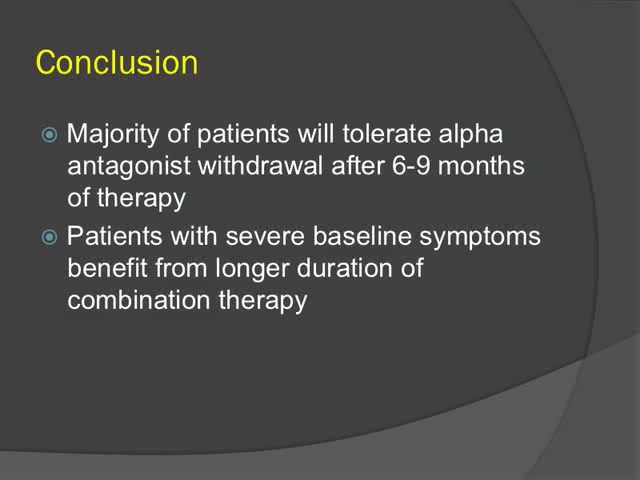 Conclusion
Majority of patients will tolerate alpha
antagonist withdrawal after 6-9 months
of therapy
Patients with severe baseline symptoms
benefit from longer duration of
combination therapy